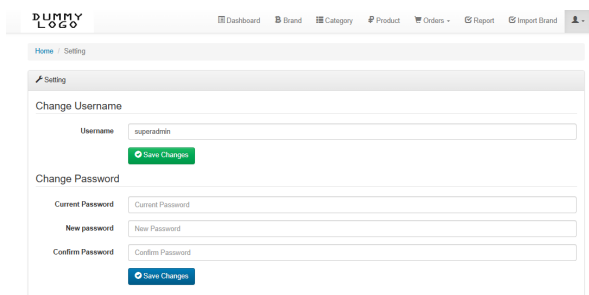 DUMMY
LOGO
Dashboard Brand Category Product Orders Report Import Brand
Home / Setting
Setting
Change Username
Username superadmin
Save Changes
Change Password
Current Password Current Password
New password New Password
Confirm Password Confirm Password
Save Changes